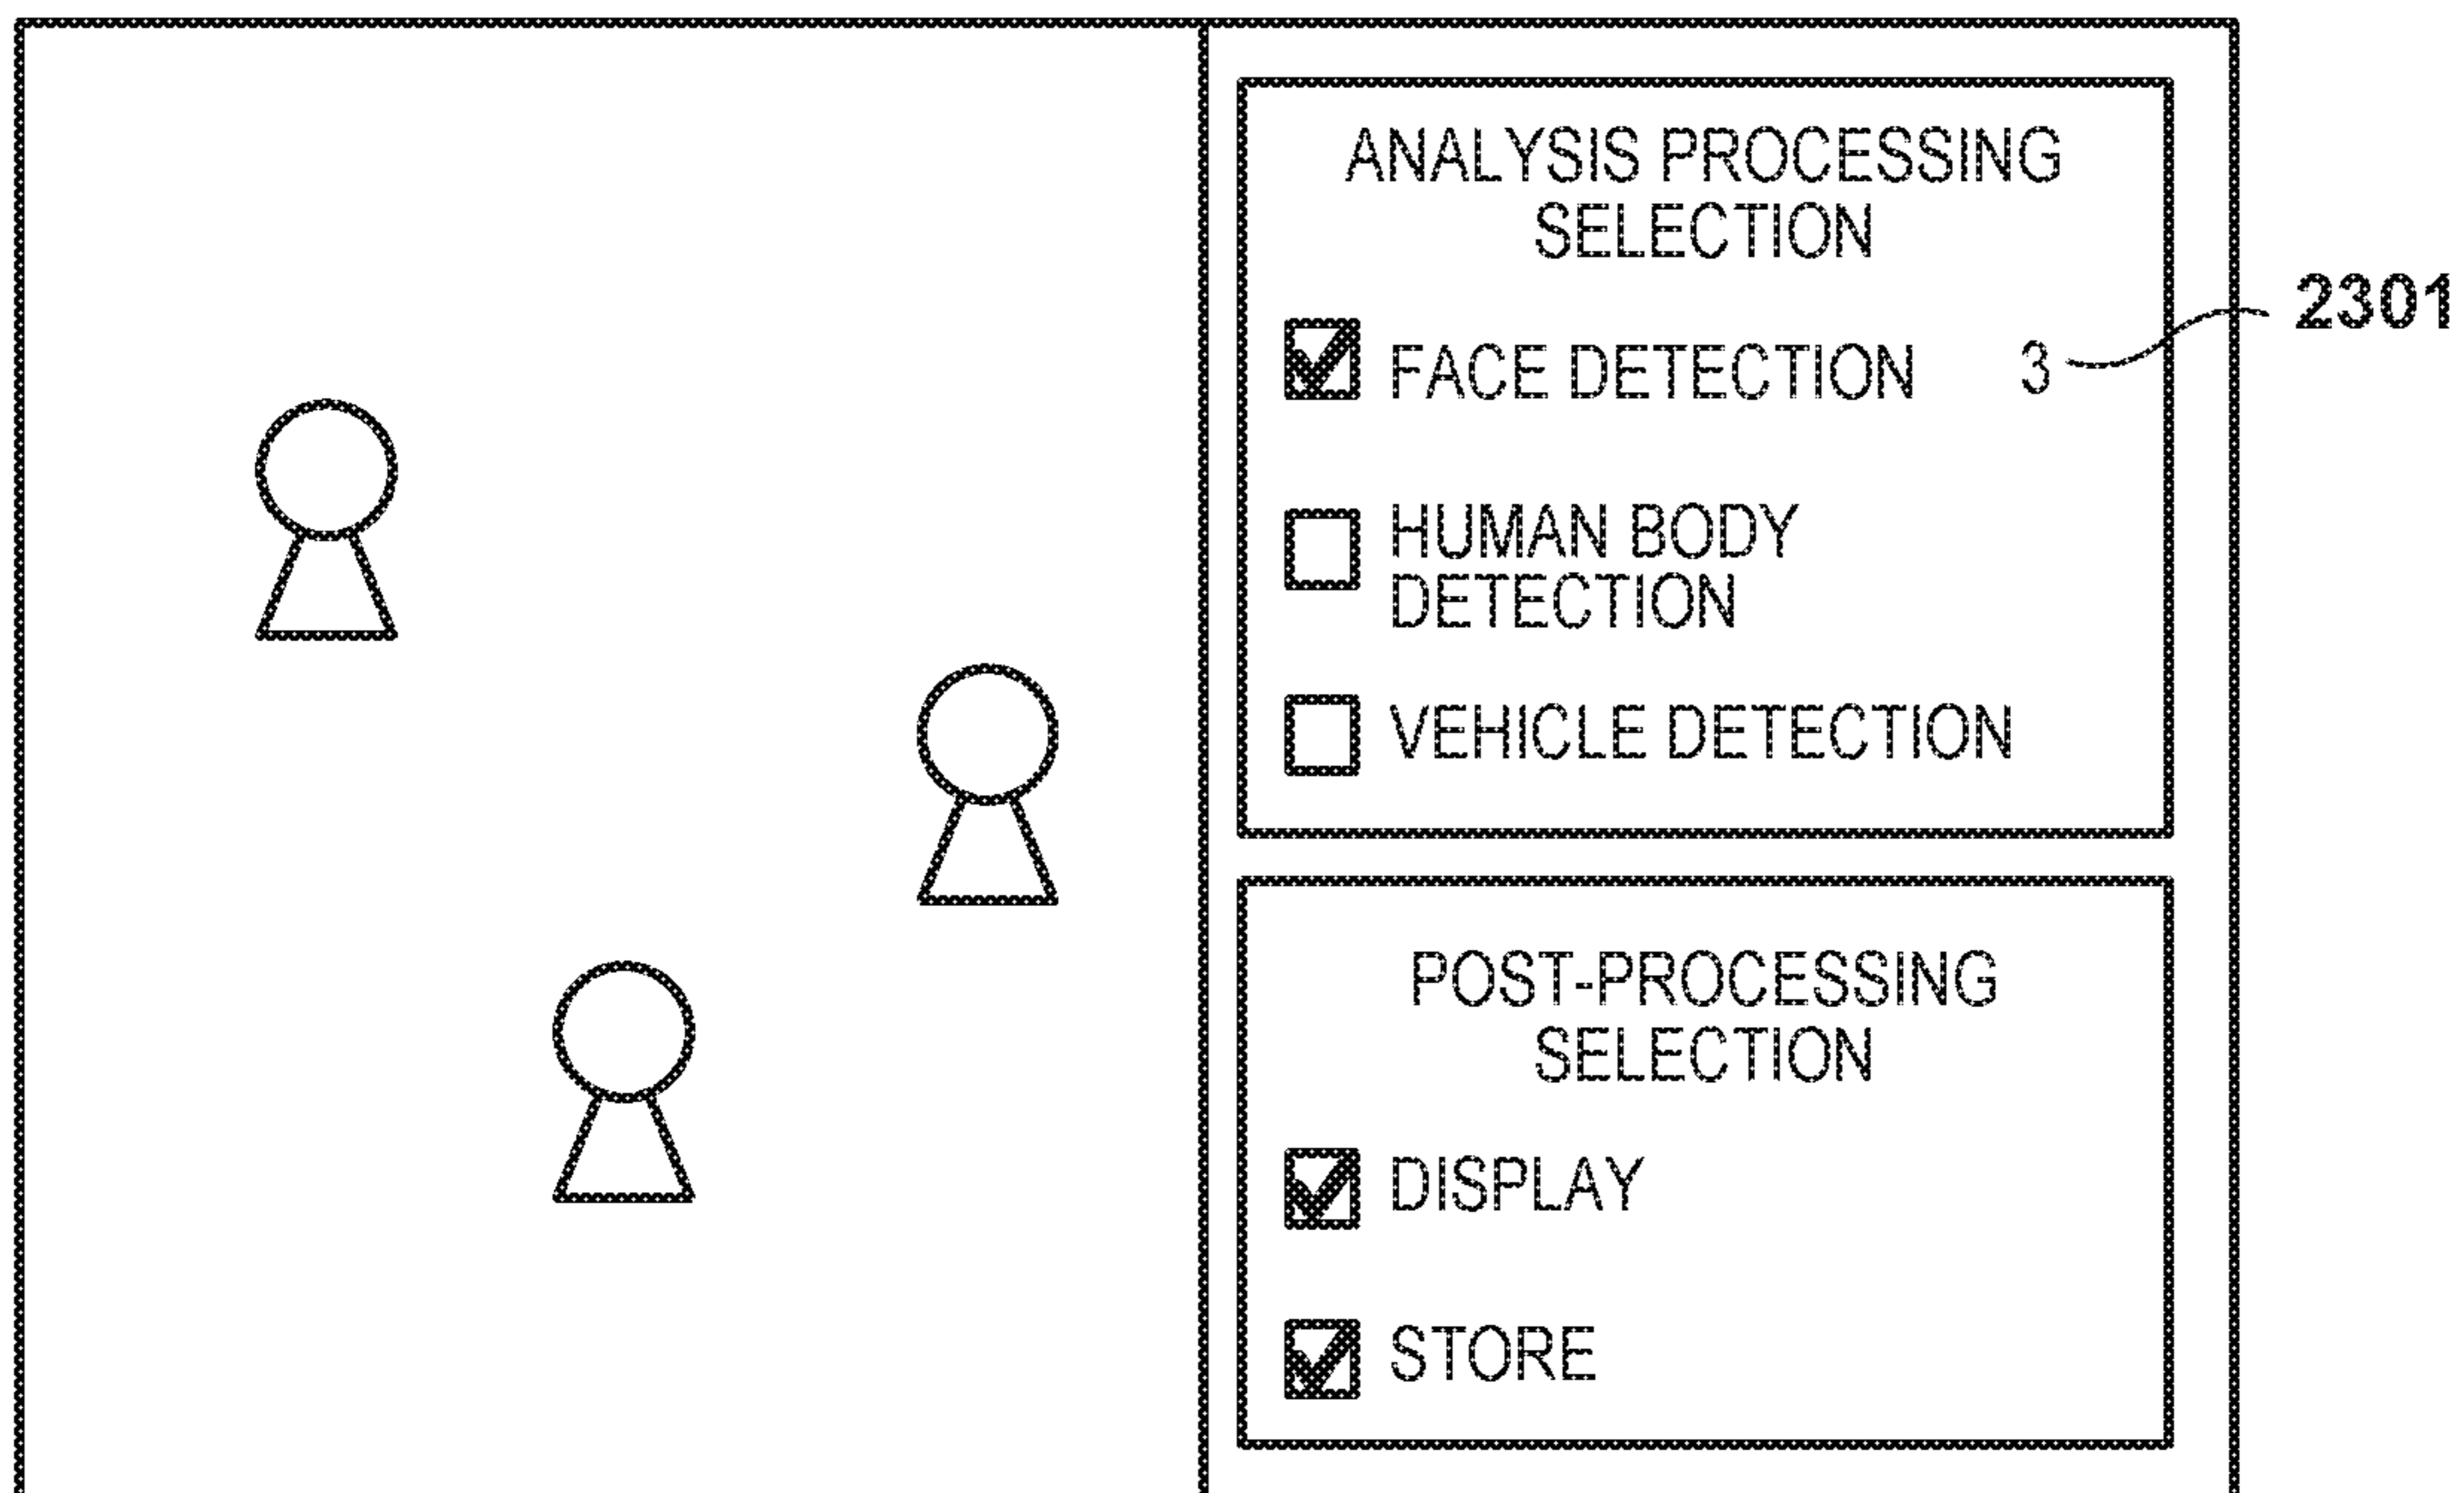 ANALYSIS PROCESSING
SELECTION
FACE DETECTION 3
2301
HUMAN BODY
DETECTION
VEHICLE DETECTION
POST-PROCESSING
SELECTION
DISPLAY
STORE